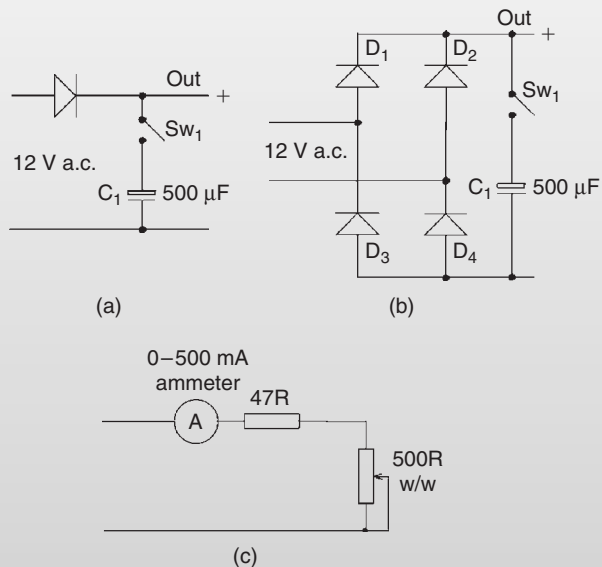 Out
+
Sw1
12 V a.c.
C1
500 µF
(a)
Out
D1
D2
+
Sw1
12 V a.c.
C1
500 µF
D3
D4
(b)
0–500 mA
ammeter
47R
A
500R
w/w
(c)